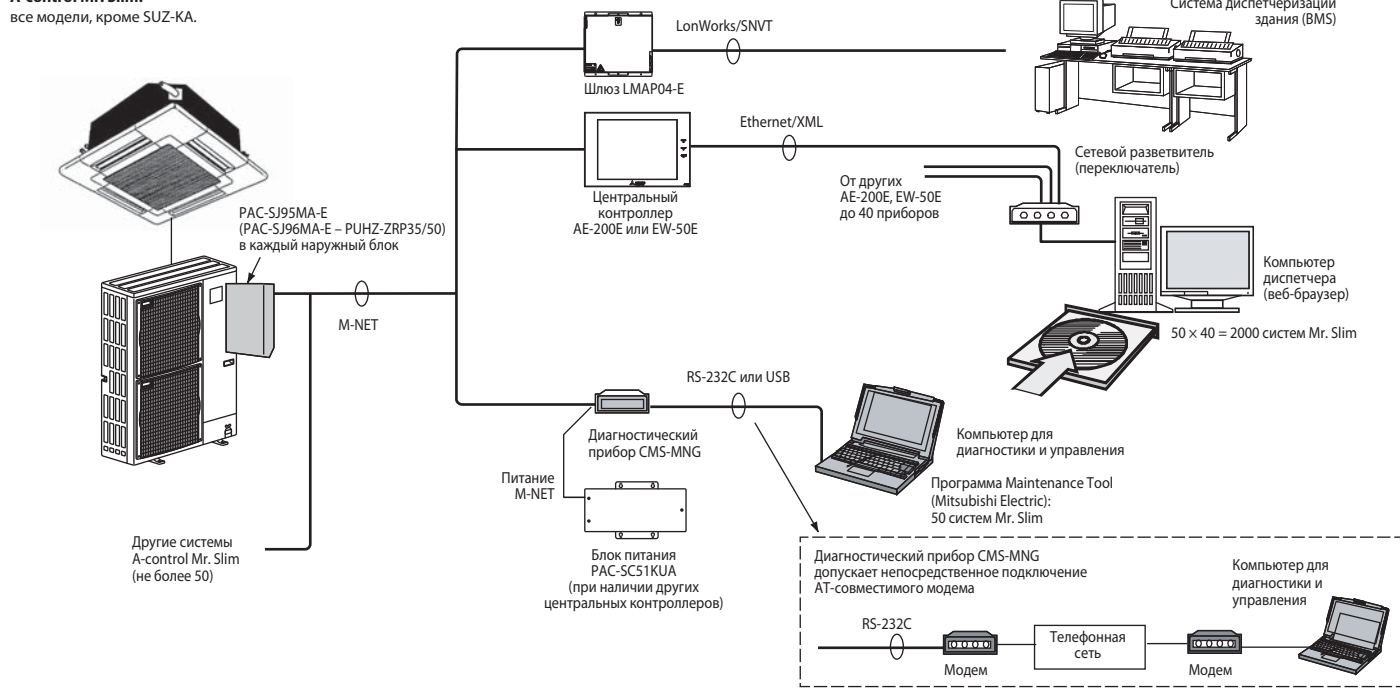 A-control Mr. Slim:
все модели, кроме SUZ-KA.
LonWorks/SNVT
Система диспетчеризации
здания (BMS)
Шлюз LMAP04-E
Ethernet/XML
Центральный
контроллер
AE-200E или EW-50E
От других
AE-200E, EW-50E
до 40 приборов
Сетевой разветвитель
(переключатель)
PAC-SJ95MA-E
(PAC-SJ96MA-E – PUHZ-ZRP35/50)
в каждый наружный блок
M-NET
Компьютер
диспетчера
(веб-браузер)
50 × 40 = 2000 систем Mr. Slim
RS-232C или USB
Диагностический
прибор CMS-MNG
Питание
M-NET
Блок питания
PAC-SC51KUA
(при наличии других
центральных контроллеров)
Компьютер для
диагностики и управления
Программа Maintenance Tool
(Mitsubishi Electric):
50 систем Mr. Slim
Другие системы
A-control Mr. Slim
(не более 50)
Диагностический прибор CMS-MNG
допускает непосредственное подключение
АТ-совместимого модема
Компьютер для
диагностики и
управления
RS-232C
Модем
Телефонная
сеть
Модем